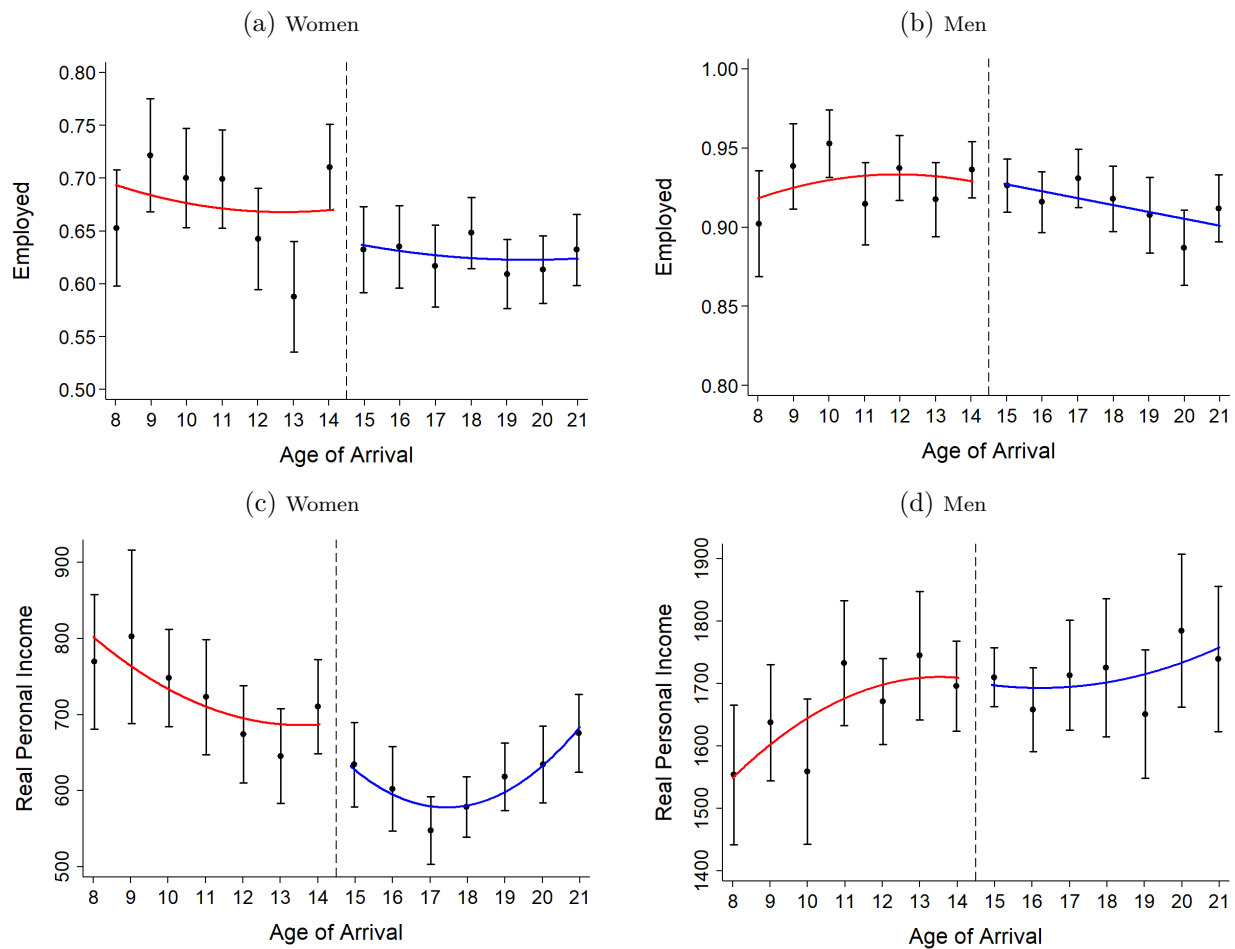 (a) Women
Employed
0.80
0.75
0.70
0.65
0.60
0.55
0.50
8 9 10 11 12 13 14 15 16 17 18 19 20 21
Age of Arrival
(b) Men
Employed
1.00
0.95
0.90
0.85
0.80
8 9 10 11 12 13 14 15 16 17 18 19 20 21
Age of Arrival
(c) Women
Real Peronal Income
900
800
700
600
500
8 9 10 11 12 13 14 15 16 17 18 19 20 21
Age of Arrival
(d) Men
Real Personal Income
1900
1800
1700
1600
1500
1400
8 9 10 11 12 13 14 15 16 17 18 19 20 21
Age of Arrival